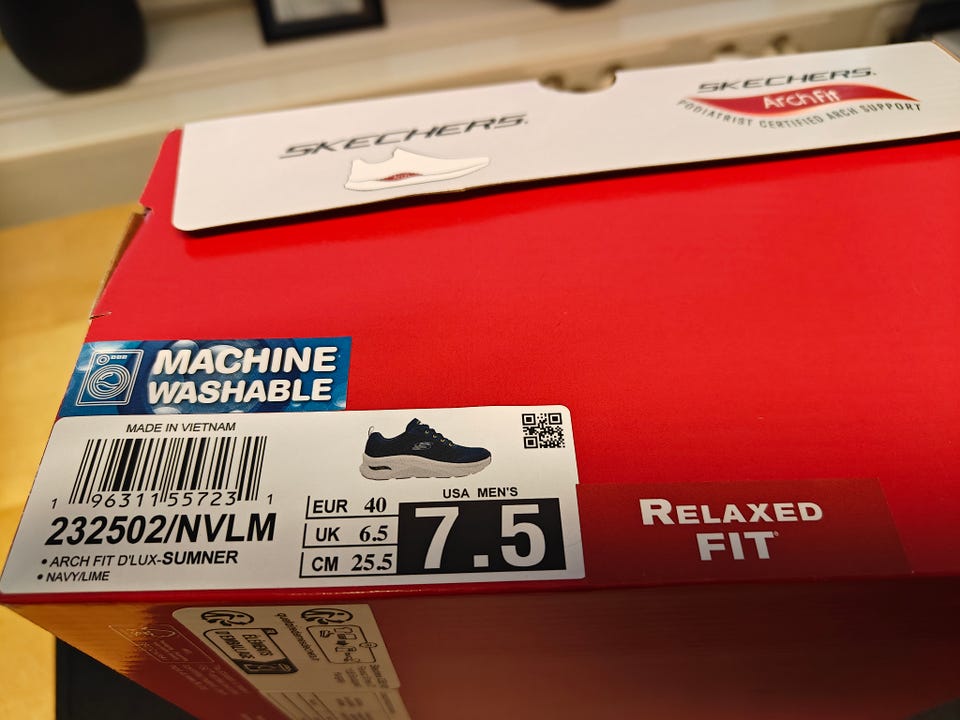 SKECHERS.
SKECHERS.
Arch Fit
PODIATRIST CERTIFIED ARCH SUPPORT
MACHINE
WASHABLE
MADE IN VIETNAM
1 96311 55723 1
232502/NVLM
• ARCH FIT D'LUX-SUMNER
• NAVY/LIME
EUR 40
UK 6.5
CM 25.5
USA MEN'S
7.5
RELAXED
FIT®
ÉLÉMENTS
D'EMBALLAGE